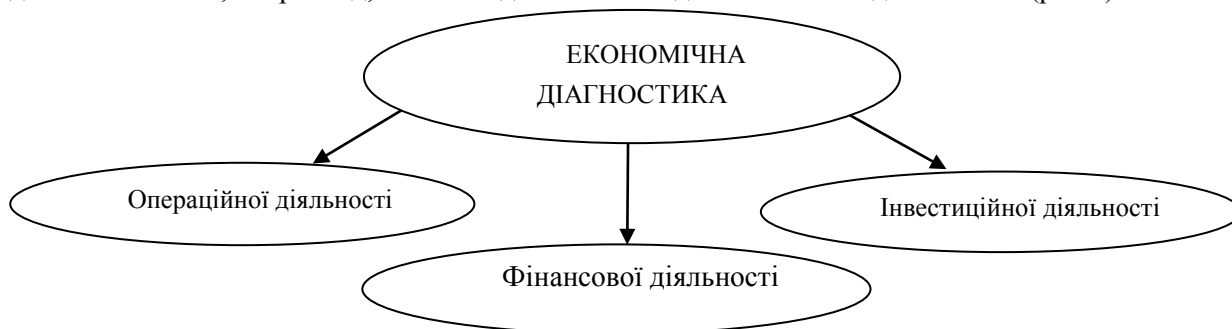 ЕКОНОМІЧНА
ДІАГНОСТИКА
Операційної діяльності
Інвестиційної діяльності
Фінансової діяльності